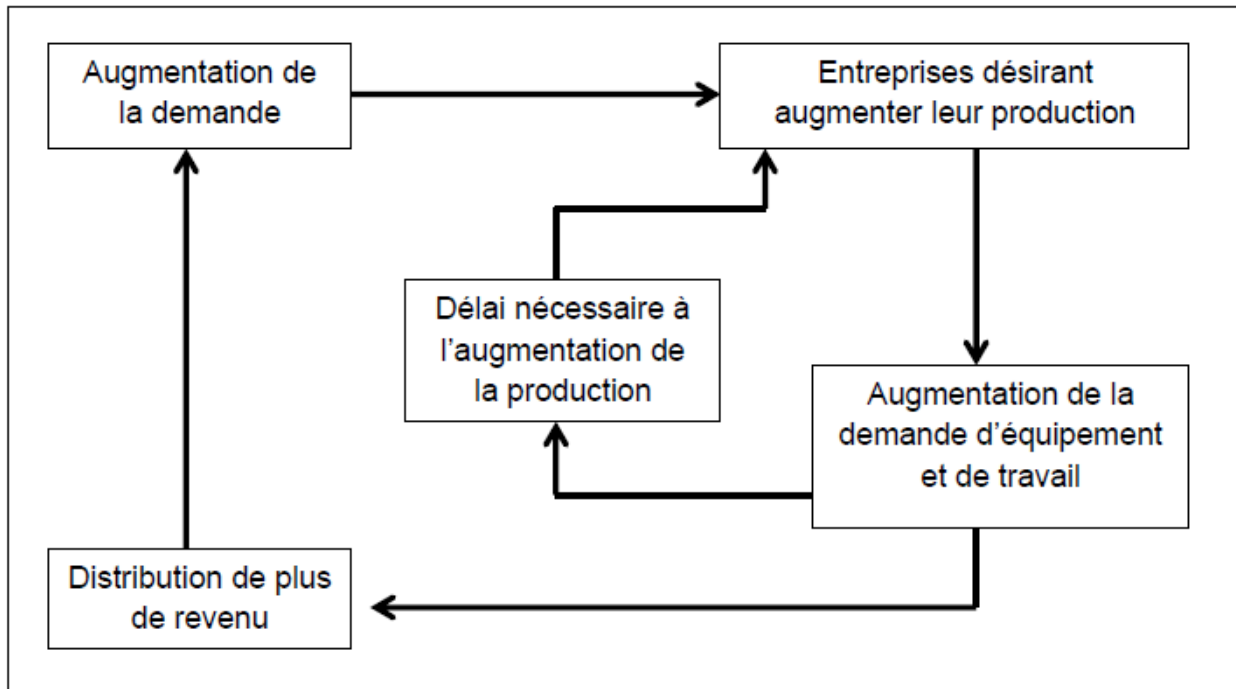 Augmentation de
la demande
Entreprises désirant
augmenter leur production
Délai nécessaire à
l'augmentation de
la production
Augmentation de la
demande d'équipement
et de travail
Distribution de plus
de revenu